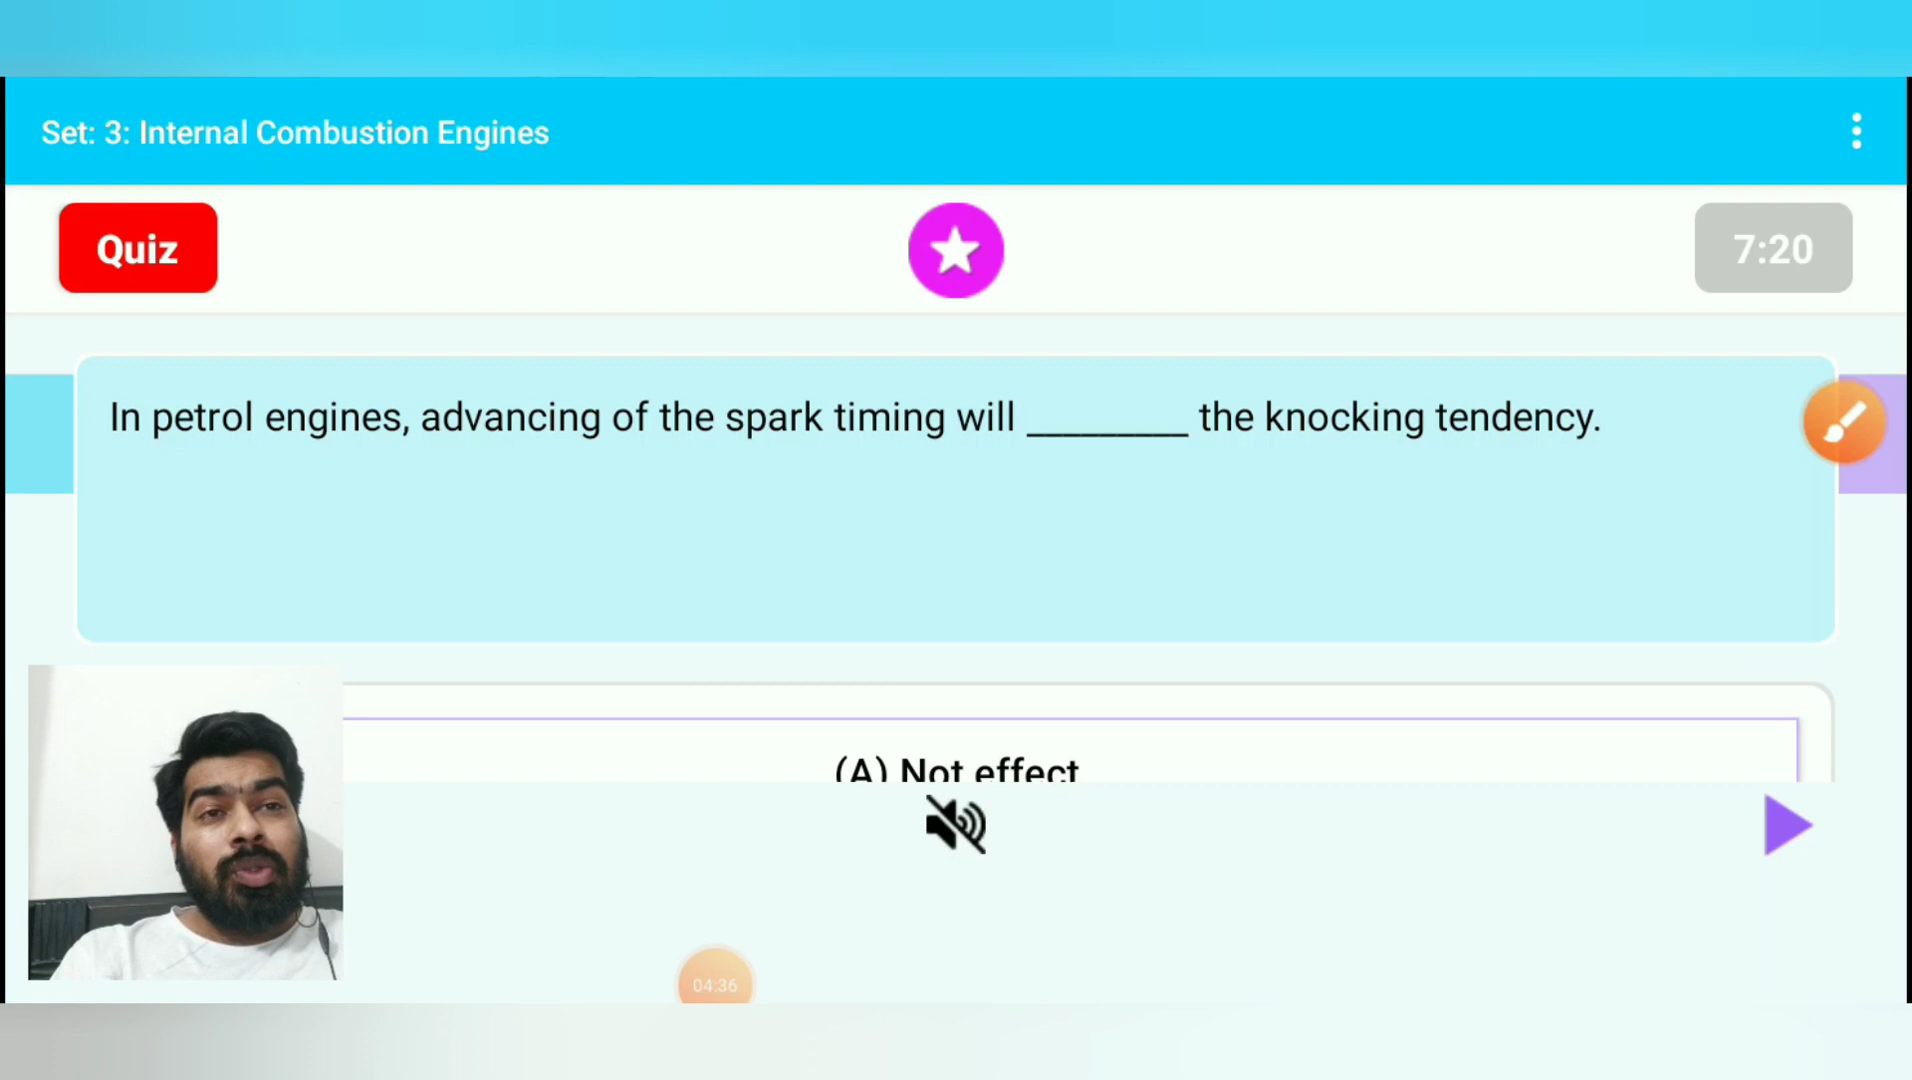 Set: 3: Internal Combustion Engines
Quiz
7:20
In petrol engines, advancing of the spark timing will ________ the knocking tendency.
(A) Not effect
04:36